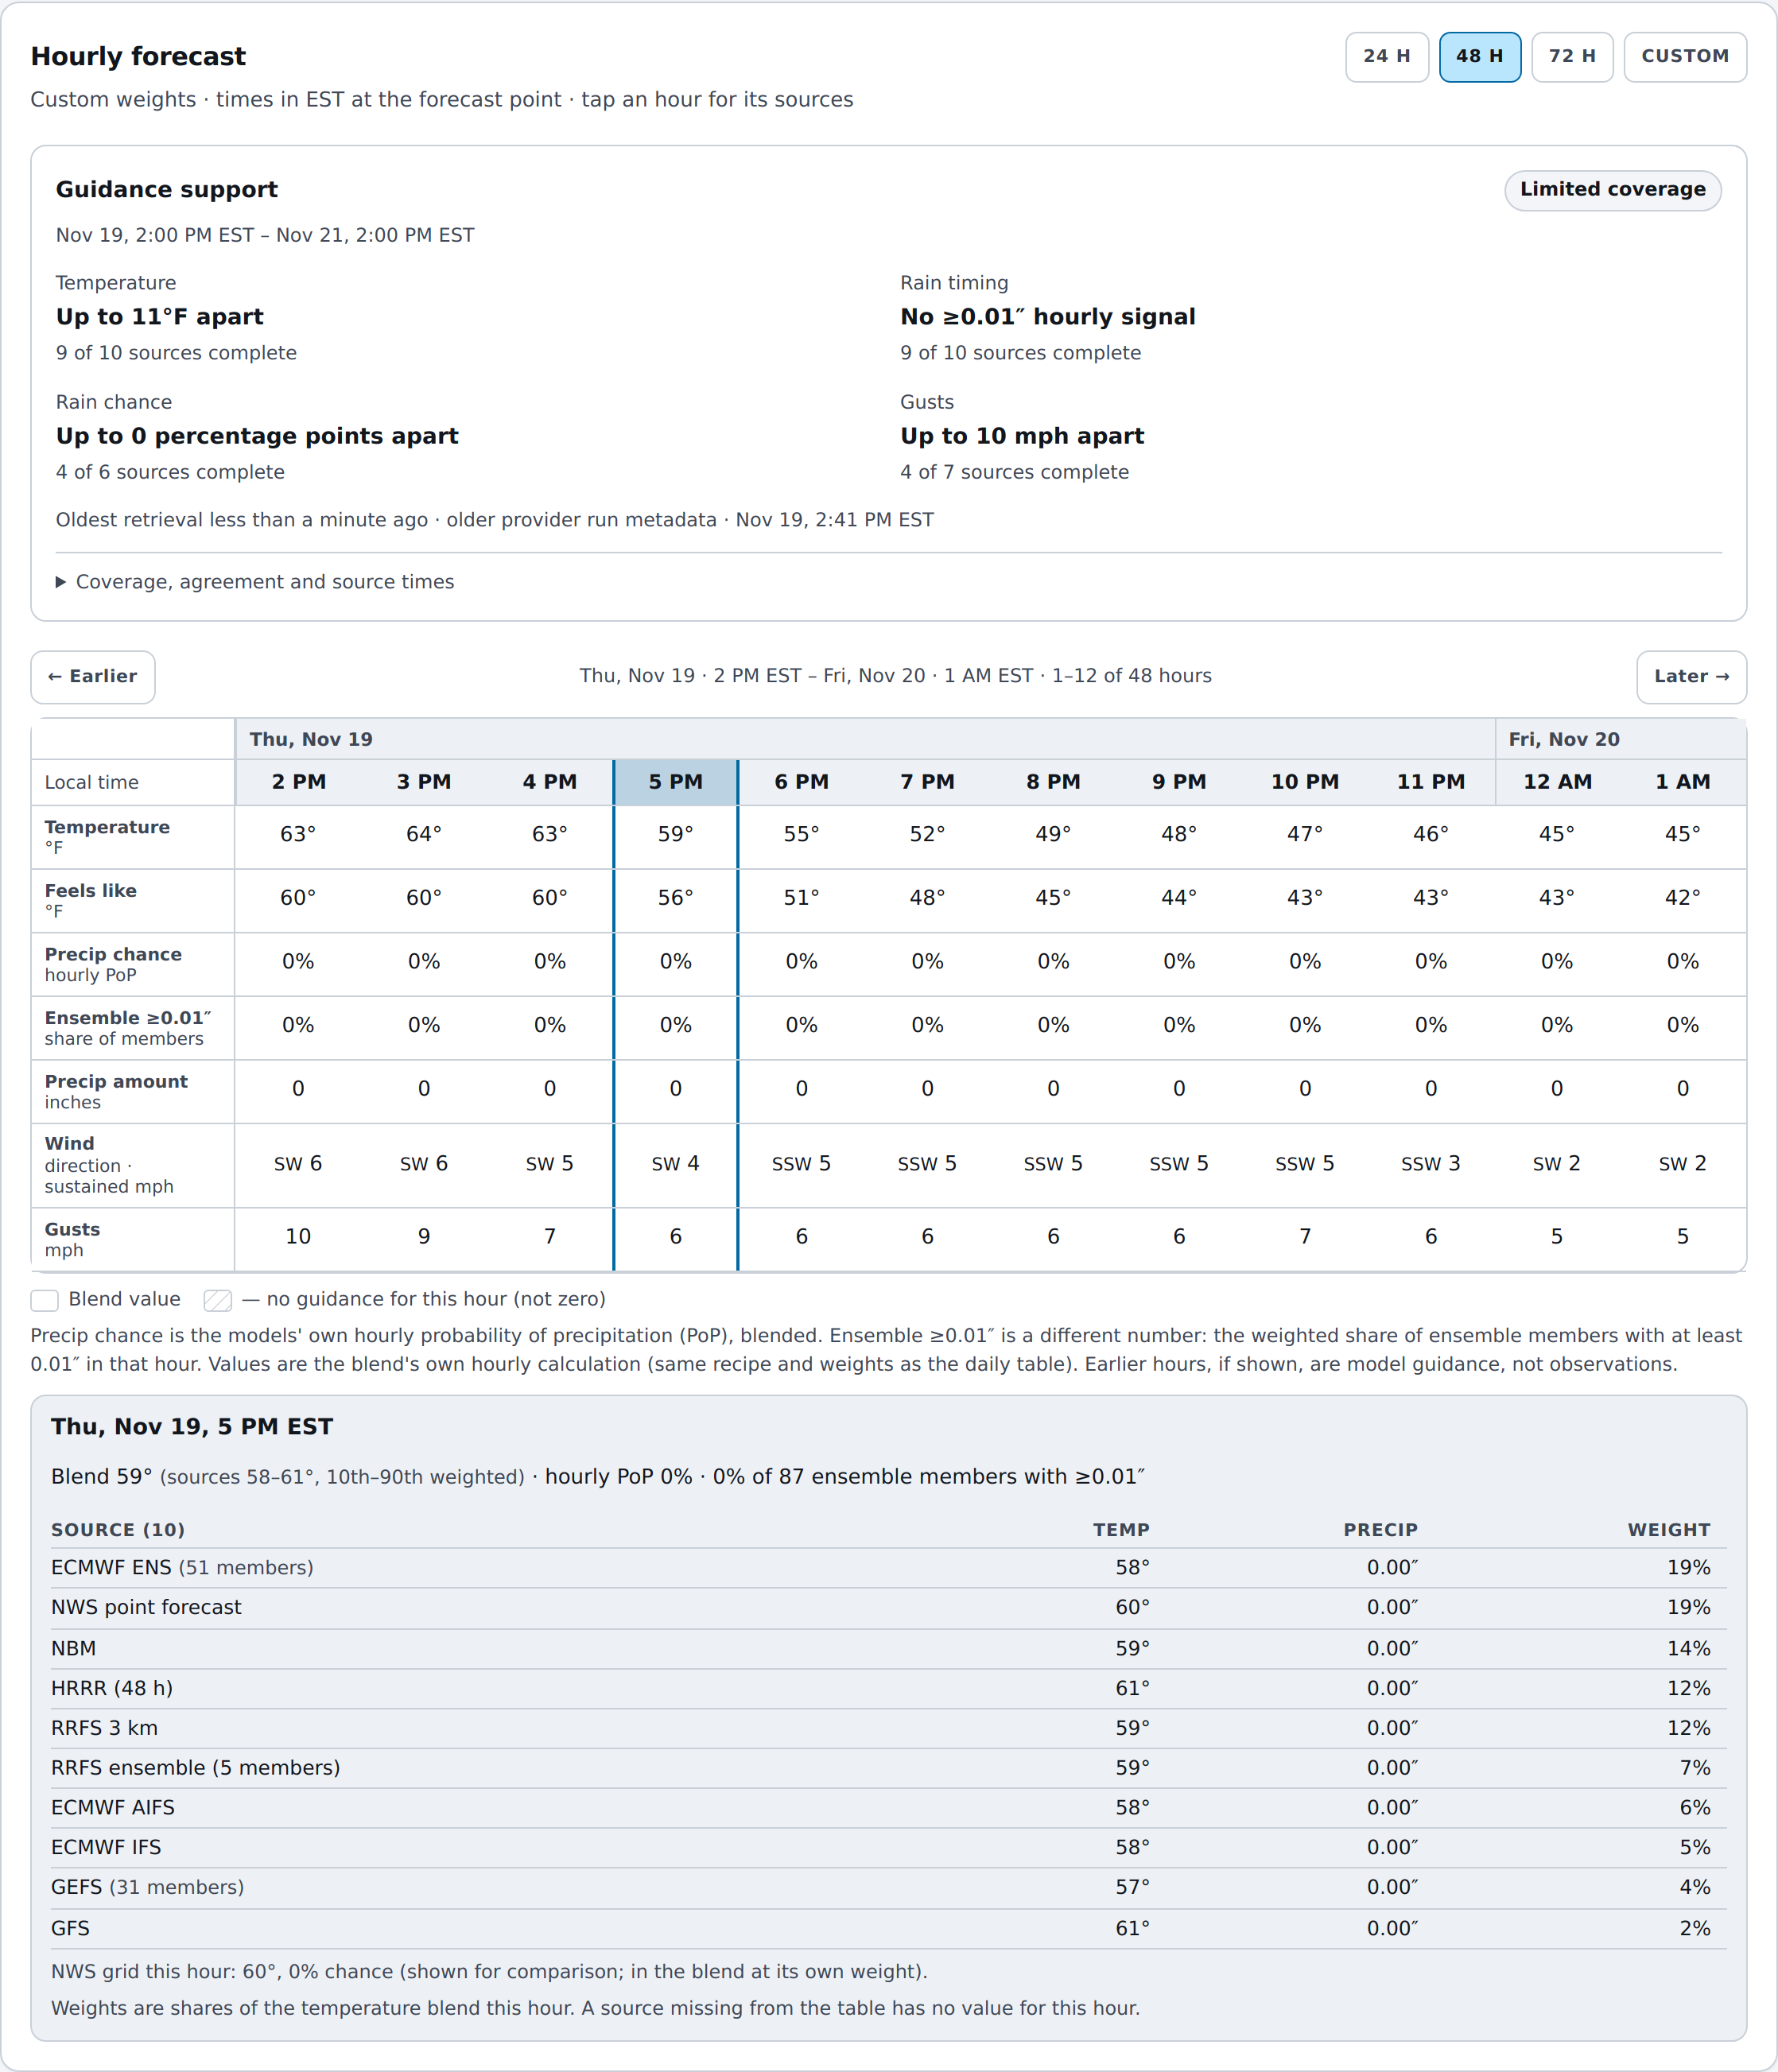 Hourly forecast
24 H 48 H 72 H CUSTOM
Custom weights · times in EST at the forecast point · tap an hour for its sources
Guidance support
Limited coverage
Nov 19, 2:00 PM EST – Nov 21, 2:00 PM EST
Temperature
Up to 11°F apart
9 of 10 sources complete
Rain timing
No ≥0.01″ hourly signal
9 of 10 sources complete
Rain chance
Up to 0 percentage points apart
4 of 6 sources complete
Gusts
Up to 10 mph apart
4 of 7 sources complete
Oldest retrieval less than a minute ago · older provider run metadata · Nov 19, 2:41 PM EST
▶ Coverage, agreement and source times
← Earlier
Thu, Nov 19 · 2 PM EST – Fri, Nov 20 · 1 AM EST · 1–12 of 48 hours
Later →
Thu, Nov 19 Fri, Nov 20
Local time 2 PM 3 PM 4 PM 5 PM 6 PM 7 PM 8 PM 9 PM 10 PM 11 PM 12 AM 1 AM
Temperature
°F
63° 64° 63° 59° 55° 52° 49° 48° 47° 46° 45° 45°
Feels like
°F
60° 60° 60° 56° 51° 48° 45° 44° 43° 43° 43° 42°
Precip chance
hourly PoP
0% 0% 0% 0% 0% 0% 0% 0% 0% 0% 0% 0%
Ensemble ≥0.01″
share of members
0% 0% 0% 0% 0% 0% 0% 0% 0% 0% 0% 0%
Precip amount
inches
0 0 0 0 0 0 0 0 0 0 0 0
Wind
direction ·
sustained mph
SW 6 SW 6 SW 5 SW 4 SSW 5 SSW 5 SSW 5 SSW 5 SSW 5 SSW 3 SW 2 SW 2
Gusts
mph
10 9 7 6 6 6 6 6 7 6 5 5
Blend value — no guidance for this hour (not zero)
Precip chance is the models' own hourly probability of precipitation (PoP), blended. Ensemble ≥0.01″ is a different number: the weighted share of ensemble members with at least
0.01″ in that hour. Values are the blend's own hourly calculation (same recipe and weights as the daily table). Earlier hours, if shown, are model guidance, not observations.
Thu, Nov 19, 5 PM EST
Blend 59° (sources 58–61°, 10th–90th weighted) · hourly PoP 0% · 0% of 87 ensemble members with ≥0.01″
SOURCE (10) TEMP PRECIP WEIGHT
ECMWF ENS (51 members) 58° 0.00″ 19%
NWS point forecast 60° 0.00″ 19%
NBM 59° 0.00″ 14%
HRRR (48 h) 61° 0.00″ 12%
RRFS 3 km 59° 0.00″ 12%
RRFS ensemble (5 members) 59° 0.00″ 7%
ECMWF AIFS 58° 0.00″ 6%
ECMWF IFS 58° 0.00″ 5%
GEFS (31 members) 57° 0.00″ 4%
GFS 61° 0.00″ 2%
NWS grid this hour: 60°, 0% chance (shown for comparison; in the blend at its own weight).
Weights are shares of the temperature blend this hour. A source missing from the table has no value for this hour.